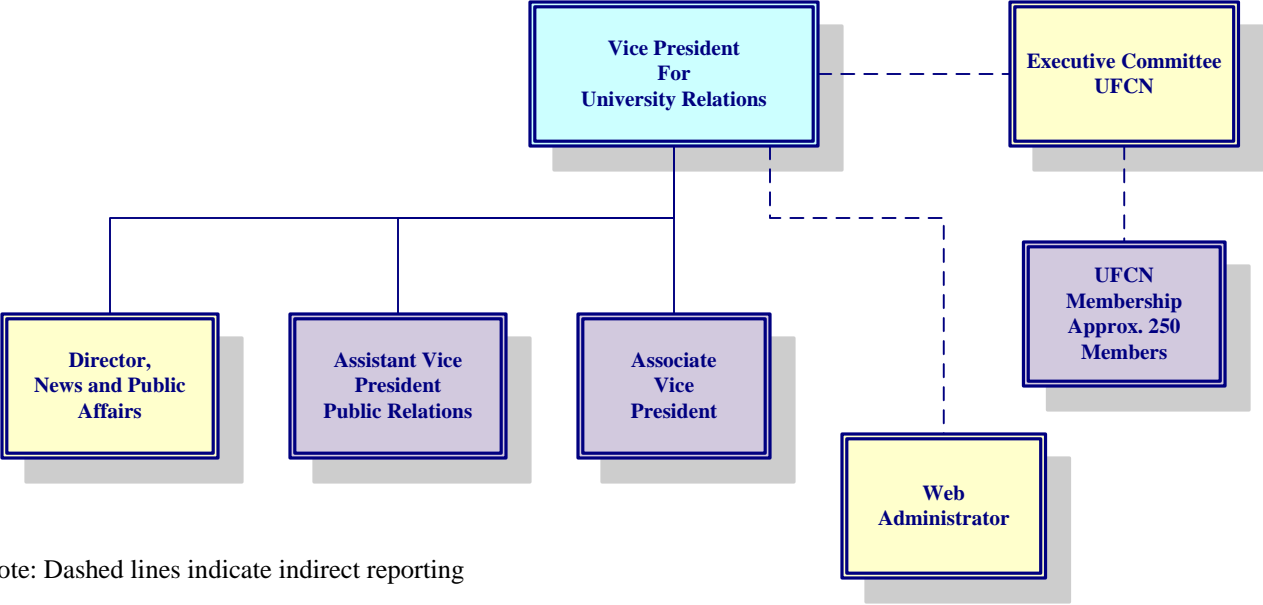 Vice President
For
University Relations
Executive Committee
UFCN
UFCN
Membership
Approx. 250
Members
Director,
News and Public
Affairs
Assistant Vice
President
Public Relations
Associate
Vice
President
Web
Administrator
ote: Dashed lines indicate indirect reporting